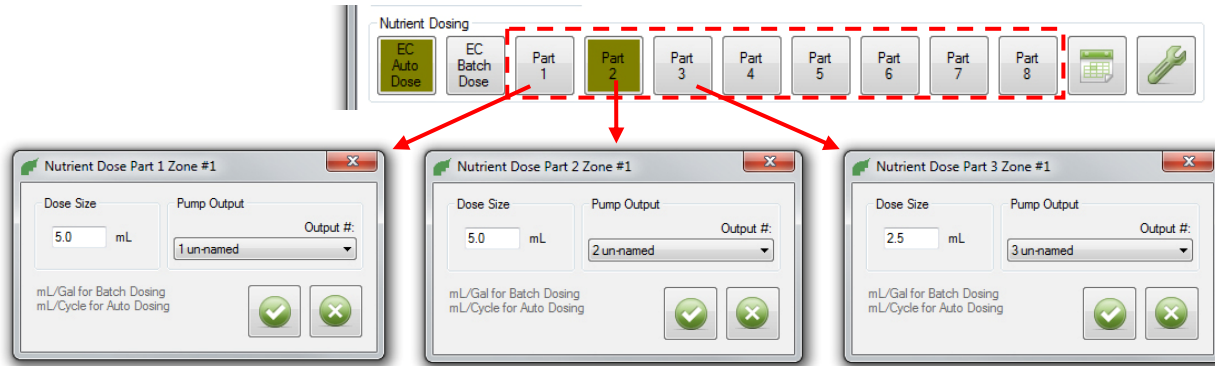 Nutrient Dosing
EC Auto Dose
EC Batch Dose
Part 1
Part 2
Part 3
Part 4
Part 5
Part 6
Part 7
Part 8
Nutrient Dose Part 1 Zone #1
Dose Size
5.0 mL
Pump Output
Output #:
1 un-named
mL/Gal for Batch Dosing
mL/Cycle for Auto Dosing
Nutrient Dose Part 2 Zone #1
Dose Size
5.0 mL
Pump Output
Output #:
2 un-named
mL/Gal for Batch Dosing
mL/Cycle for Auto Dosing
Nutrient Dose Part 3 Zone #1
Dose Size
2.5 mL
Pump Output
Output #:
3 un-named
mL/Gal for Batch Dosing
mL/Cycle for Auto Dosing